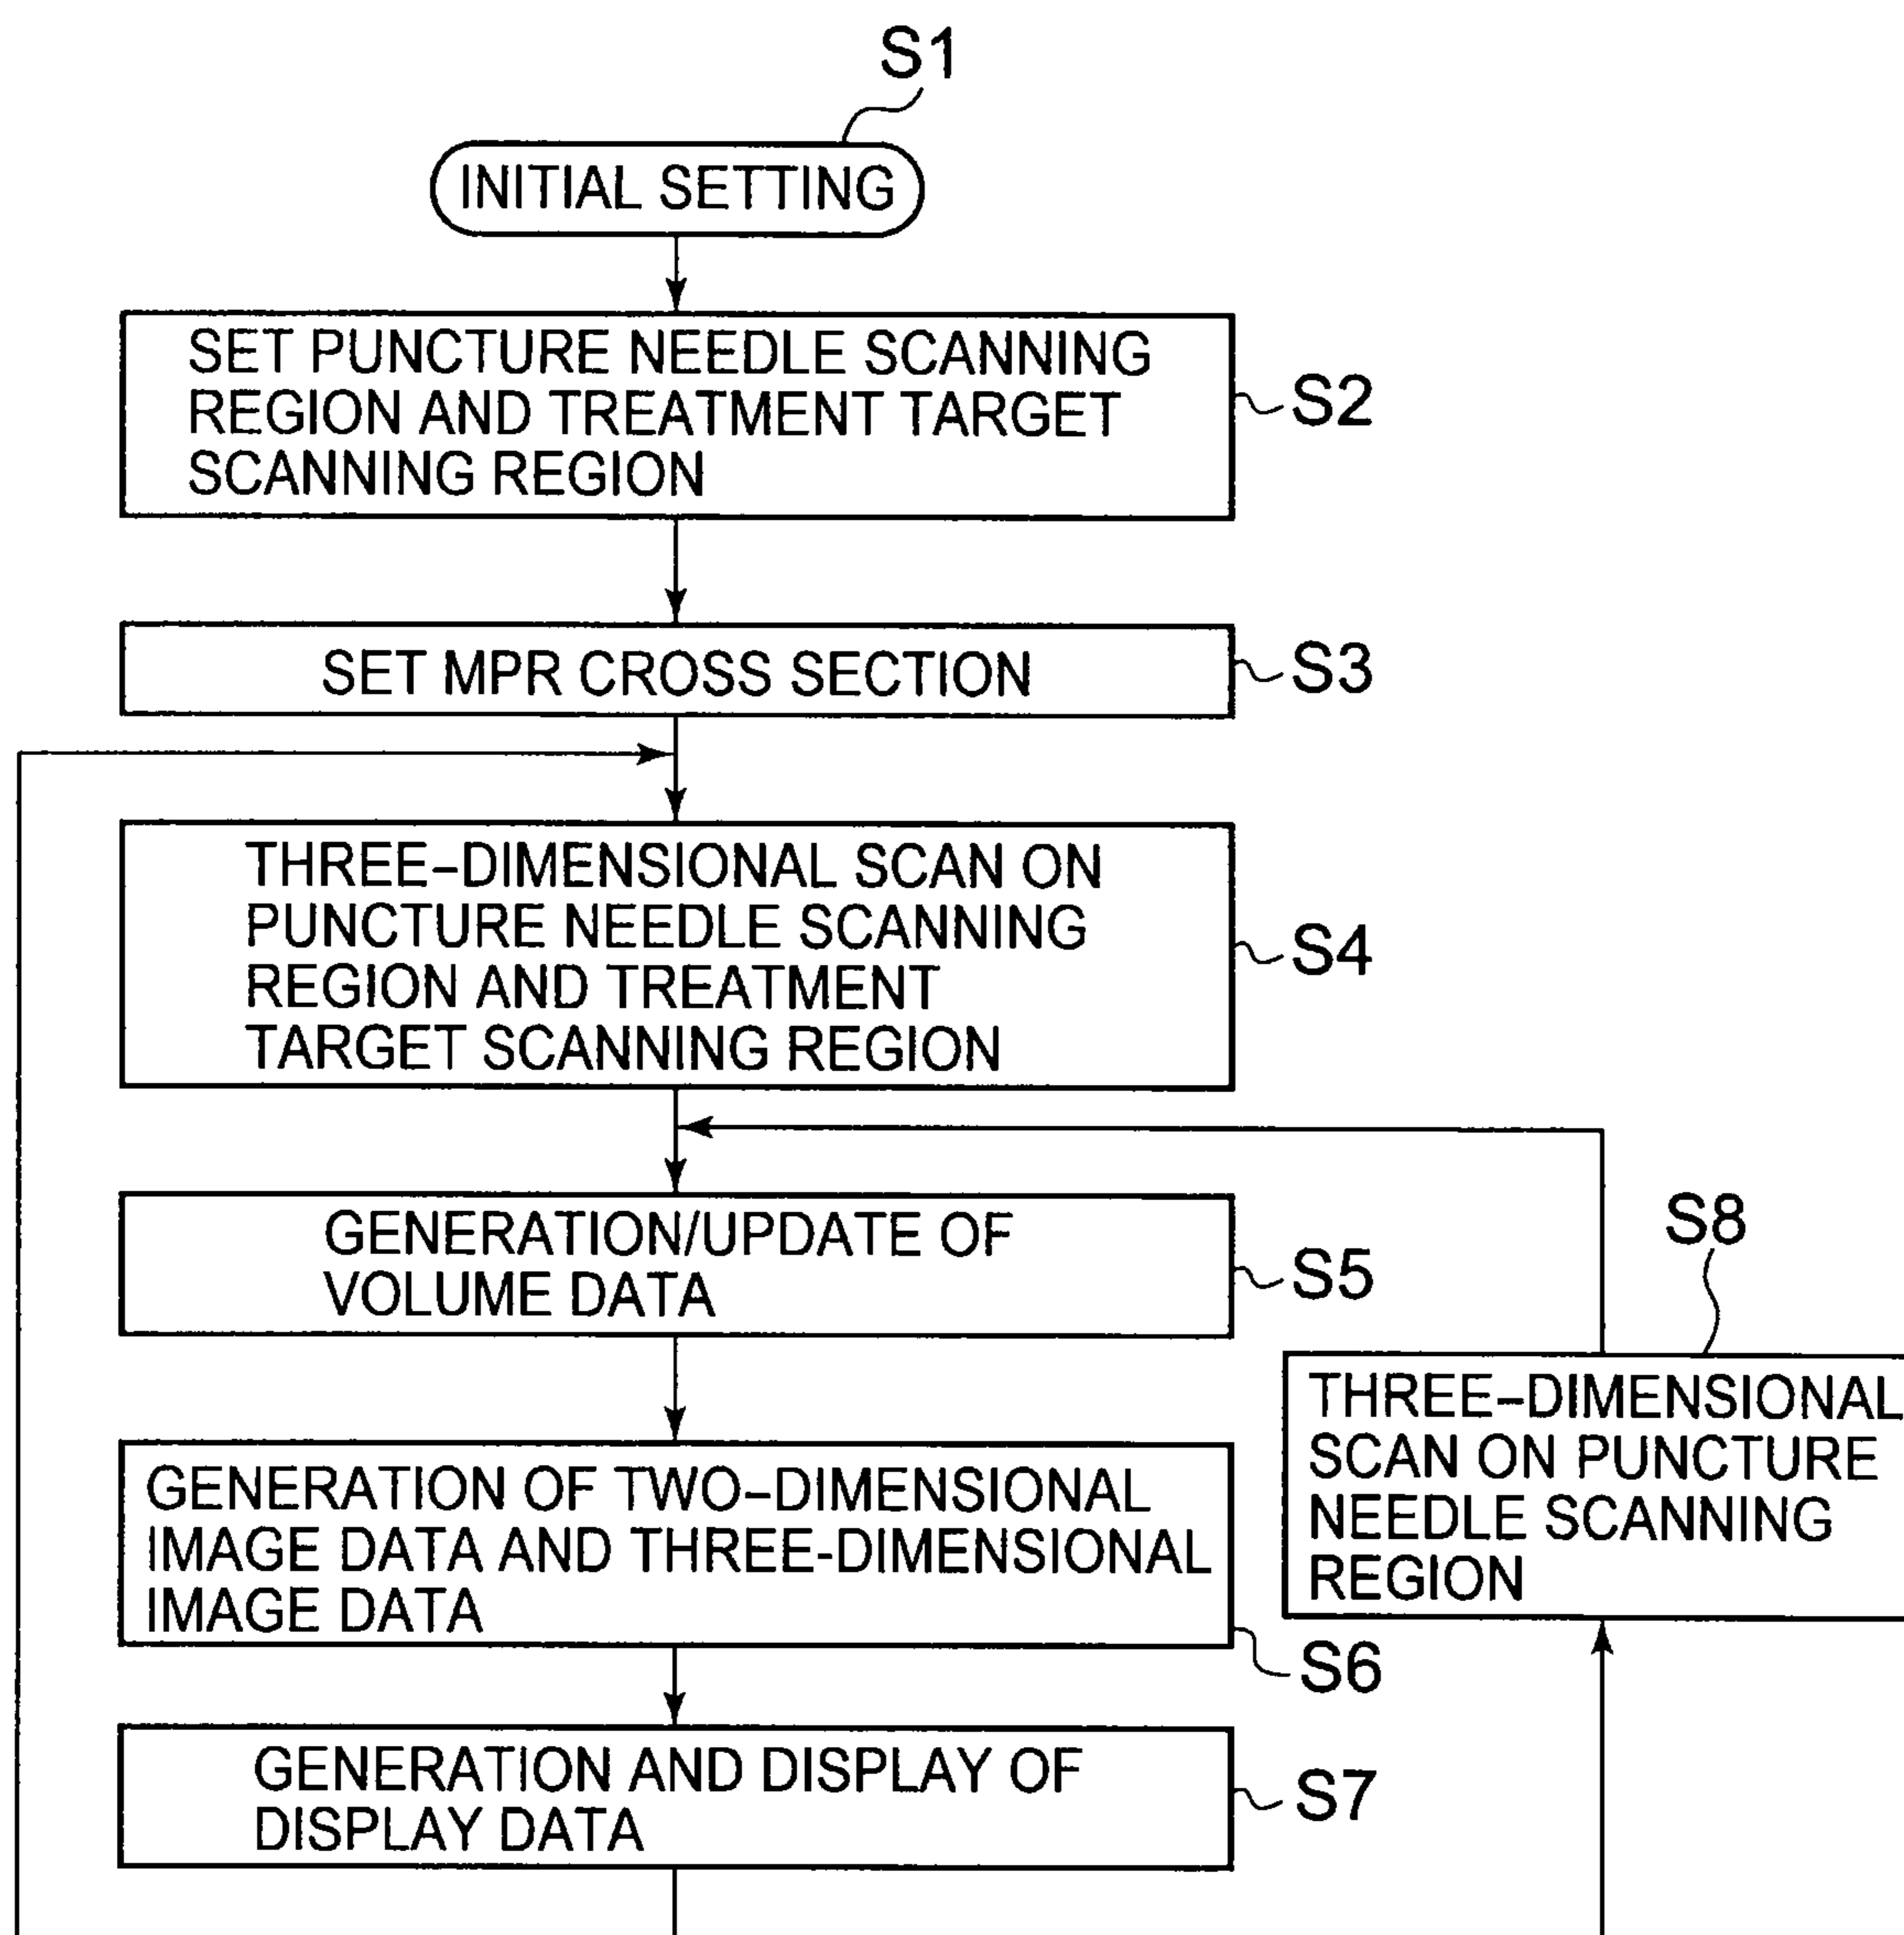 S1
INITIAL SETTING
SET PUNCTURE NEEDLE SCANNING
REGION AND TREATMENT TARGET
SCANNING REGION
S2
SET MPR CROSS SECTION
S3
THREE–DIMENSIONAL SCAN ON
PUNCTURE NEEDLE SCANNING
REGION AND TREATMENT
TARGET SCANNING REGION
S4
GENERATION/UPDATE OF
VOLUME DATA
S5
S8
THREE–DIMENSIONAL
SCAN ON PUNCTURE
NEEDLE SCANNING
REGION
GENERATION OF TWO–DIMENSIONAL
IMAGE DATA AND THREE-DIMENSIONAL
IMAGE DATA
S6
GENERATION AND DISPLAY OF
DISPLAY DATA
S7